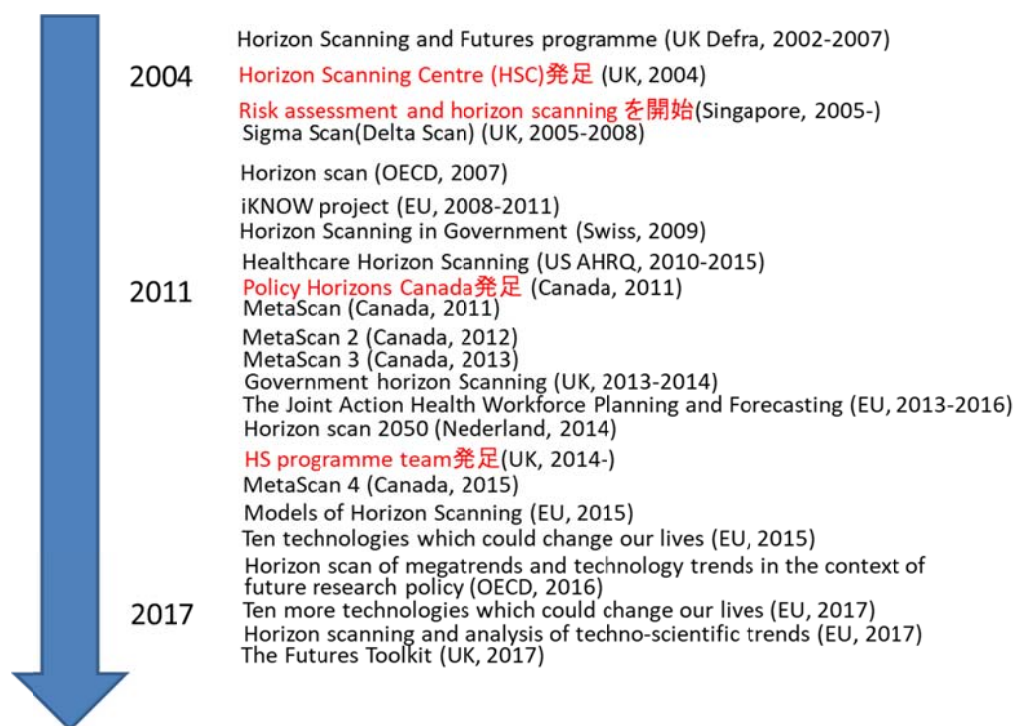 Horizon Scanning and Futures programme (UK Defra, 2002-2007)
2004
Horizon Scanning Centre (HSC)発足 (UK, 2004)
Risk assessment and horizon scanning を開始(Singapore, 2005-)
Sigma Scan(Delta Scan) (UK, 2005-2008)
Horizon scan (OECD, 2007)
iKNOW project (EU, 2008-2011)
Horizon Scanning in Government (Swiss, 2009)
Healthcare Horizon Scanning (US AHRQ, 2010-2015)
2011
Policy Horizons Canada発足 (Canada, 2011)
MetaScan (Canada, 2011)
MetaScan 2 (Canada, 2012)
MetaScan 3 (Canada, 2013)
Government horizon Scanning (UK, 2013-2014)
The Joint Action Health Workforce Planning and Forecasting (EU, 2013-2016)
Horizon scan 2050 (Nederland, 2014)
HS programme team発足(UK, 2014-)
MetaScan 4 (Canada, 2015)
Models of Horizon Scanning (EU, 2015)
Ten technologies which could change our lives (EU, 2015)
Horizon scan of megatrends and technology trends in the context of
future research policy (OECD, 2016)
2017
Ten more technologies which could change our lives (EU, 2017)
Horizon scanning and analysis of techno-scientific trends (EU, 2017)
The Futures Toolkit (UK, 2017)